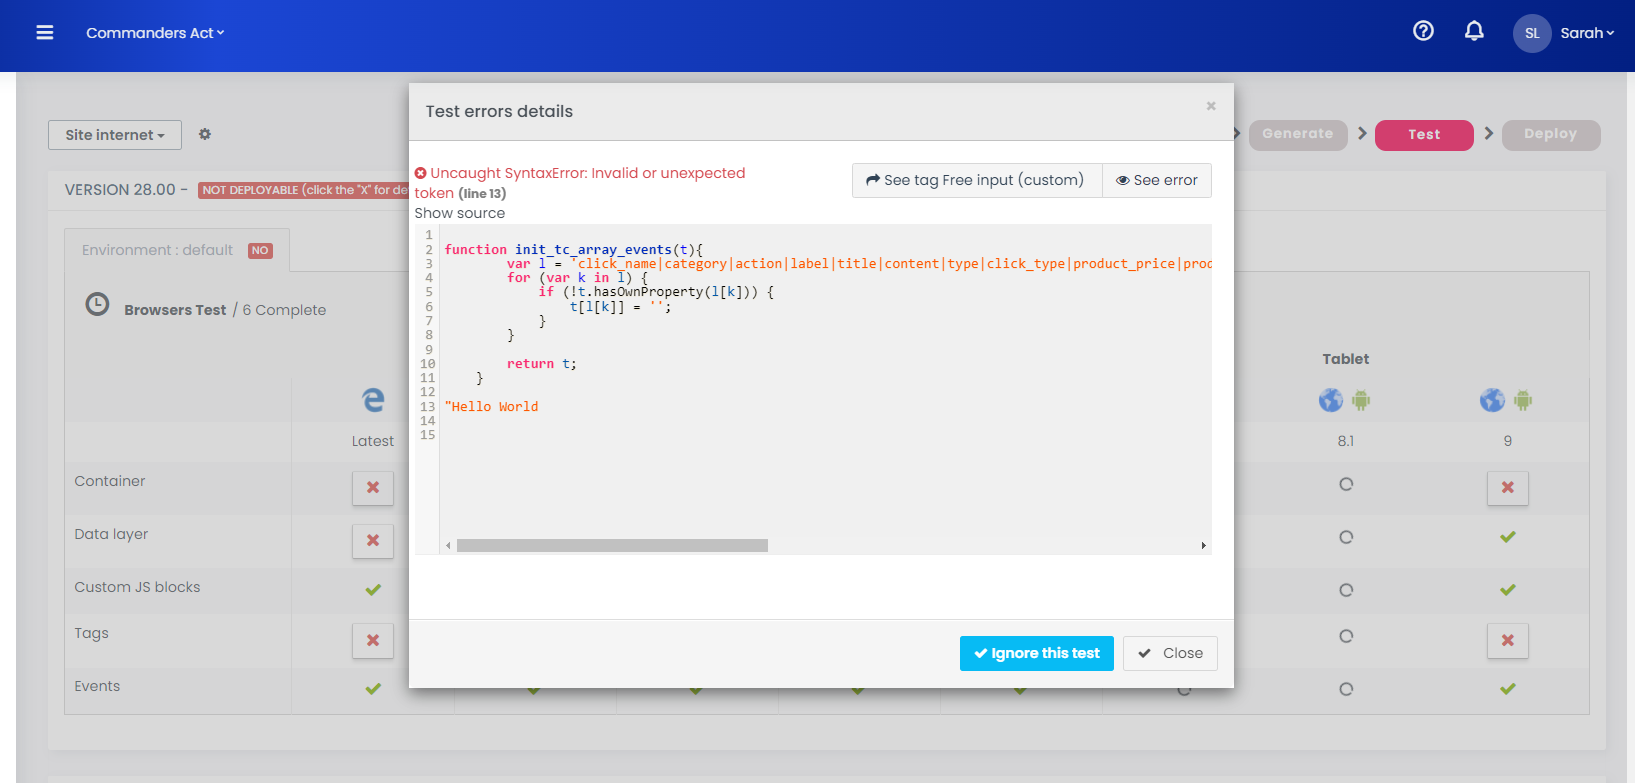 Commanders Act
SL
Sarah
Test errors details
×
Site internet
Generate
Test
Deploy
VERSION 28.00 -
NOT DEPLOYABLE (click the "X" for de
Uncaught SyntaxError: Invalid or unexpected
token (line 13)
See tag Free input (custom)
See error
Show source
Environment : default NO
1
2 function init_tc_array_events(t){
3 var l = 'click_name|category|action|label|title|content|type|click_type|product_price|proc
4 for (var k in l) {
5 if (!t.hasOwnProperty(l[k])) {
6 t[l[k]] = '';
7 }
8 }
9
10 return t;
11 }
12
13 "Hello World
14
15
Browsers Test / 6 Complete
Tablet
Latest
8.1
9
Container
Data layer
Custom JS blocks
Tags
Events
Ignore this test
Close